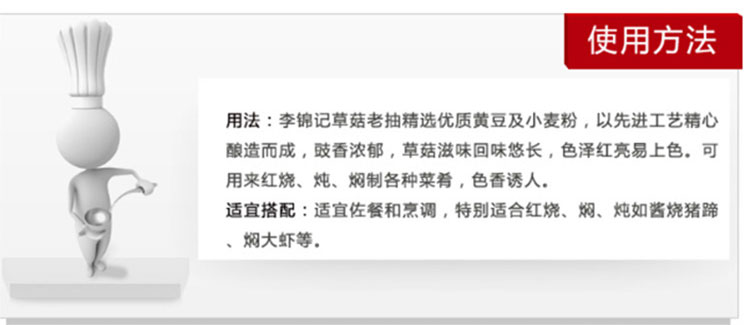 使用方法
用法：李锦记草菇老抽精选优质黄豆及小麦粉，以先进工艺精心
酿造而成，豉香浓郁，草菇滋味回味悠长，色泽红亮易上色。可
用来红烧、炖、焖制各种菜肴，色香诱人。
适宜搭配：适宜佐餐和烹调，特别适合红烧、焖、炖如酱烧猪蹄
、焖大虾等。